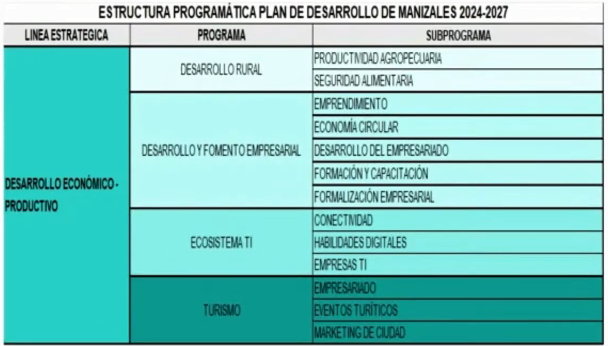 ESTRUCTURA PROGRAMÁTICA PLAN DE DESARROLLO DE MANIZALES 2024-2027
LINEA ESTRATEGICA PROGRAMA SUBPROGRAMA
DESARROLLO ECONÓMICO -
PRODUCTIVO
DESARROLLO RURAL
PRODUCTIVIDAD AGROPECUARIA
SEGURIDAD ALIMENTARIA
DESARROLLO Y FOMENTO EMPRESARIAL
EMPRENDIMIENTO
ECONOMÍA CIRCULAR
DESARROLLO DEL EMPRESARIADO
FORMACIÓN Y CAPACITACIÓN
FORMALIZACIÓN EMPRESARIAL
ECOSISTEMA TI
CONECTIVIDAD
HABILIDADES DIGITALES
EMPRESAS TI
TURISMO
EMPRESARIADO
EVENTOS TURÍTICOS
MARKETING DE CIUDAD